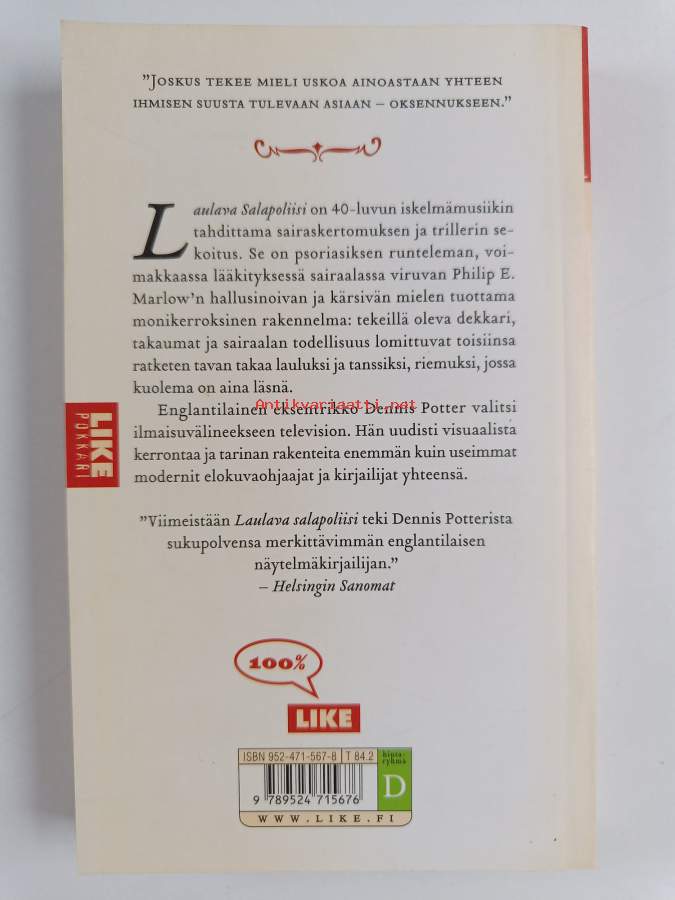 "Joskus tekee mieli uskoa ainoastaan yhteen
ihmisen suusta tulevaan asiaan – oksennukseen."
Laulava Salapoliisi on 40-luvun iskelmämusiikin
tahdittama sairaskertomuksen ja trillerin se-
koitus. Se on psoriasiksen runteleman, voi-
makkaassa lääkityksessä sairaalassa viruvan Philip E.
Marlow'n hallusinoivan ja kärsivän mielen tuottama
monikerroksinen rakennelma: tekeillä oleva dekkari,
takaumat ja sairaalan todellisuus lomittuvat toisiinsa
ratketen tavan takaa lauluksi ja tanssiksi, riemuksi, jossa
kuolema on aina läsnä.
Antikvariaatti.net
Englantilainen eksentrikko Dennis Potter valitsi
ilmaisuvälineekseen television. Hän uudisti visuaalista
kerrontaa ja tarinan rakenteita enemmän kuin useimmat
modernit elokuvaohjaajat ja kirjailijat yhteensä.
"Viimeistään Laulava salapoliisi teki Dennis Potterista
sukupolvensa merkittävimmän englantilaisen
näytelmäkirjailijan."
– Helsingin Sanomat
LIKE
POKKARI
100%
LIKE
ISBN 952-471-567-8 T 84.2
hinta-
ryhmä
D
9 789524 715676
WWW.LIKE.FI